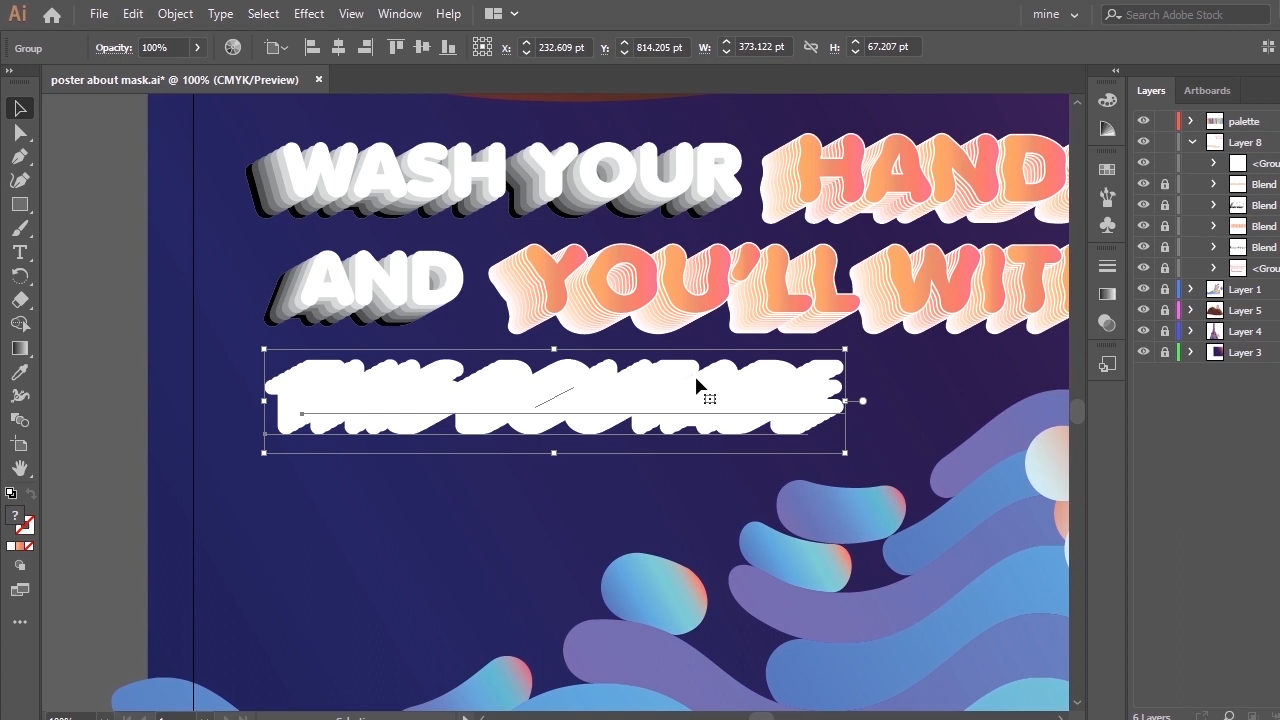 Ai File Edit Object Type Select Effect View Window Help mine Search Adobe Stock
Group Opacity: 100% X: 232.609 pt Y: 814.205 pt W: 373.122 pt H: 67.207 pt
poster about mask.ai* @ 100% (CMYK/Preview)
Layers Artboards
palette
Layer 8
<Grou
Blend
Blend
Blend
Blend
<Grou
Layer 1
Layer 5
Layer 4
Layer 3
WASH YOUR HAND
AND YOU'LL WIT
?
6 Layers
100%
Selection